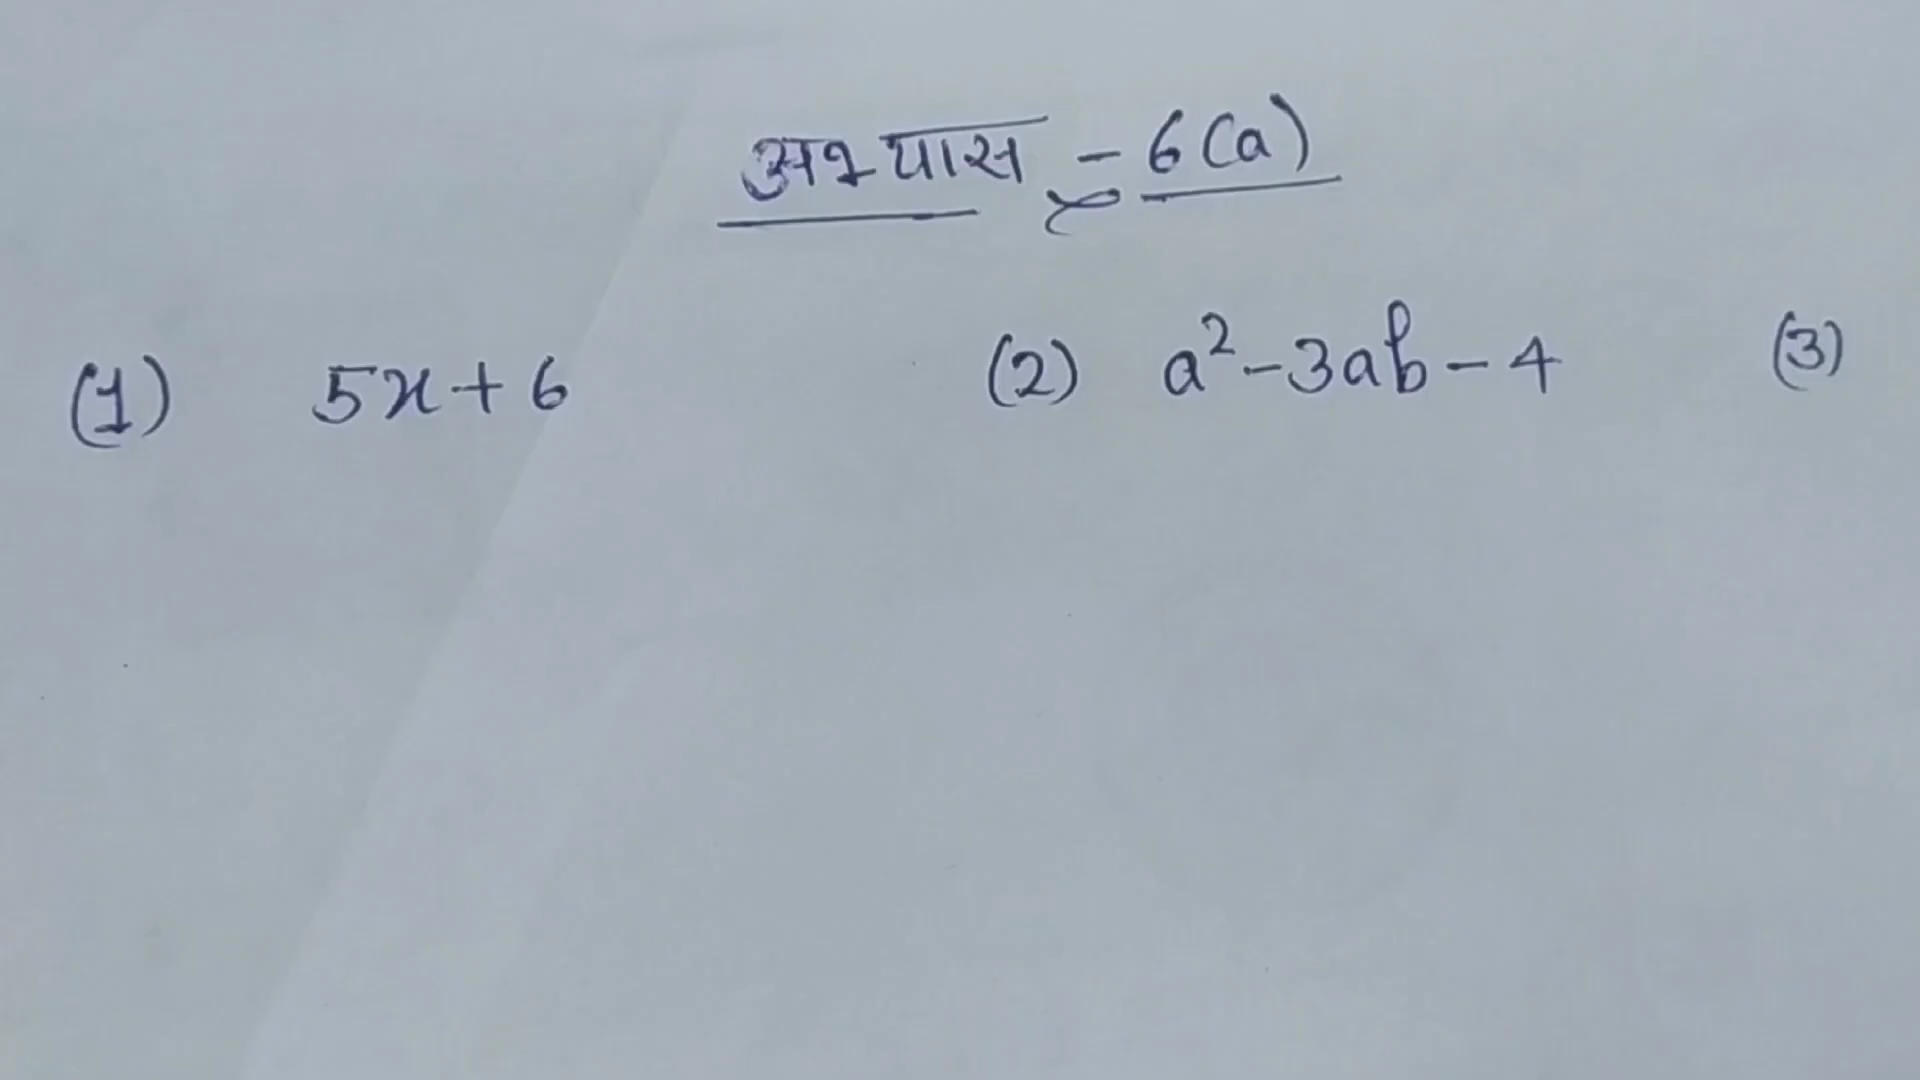 अभ्यास - 6(a)
(1) 5x + 6 (2) a² - 3ab - 4 (3)